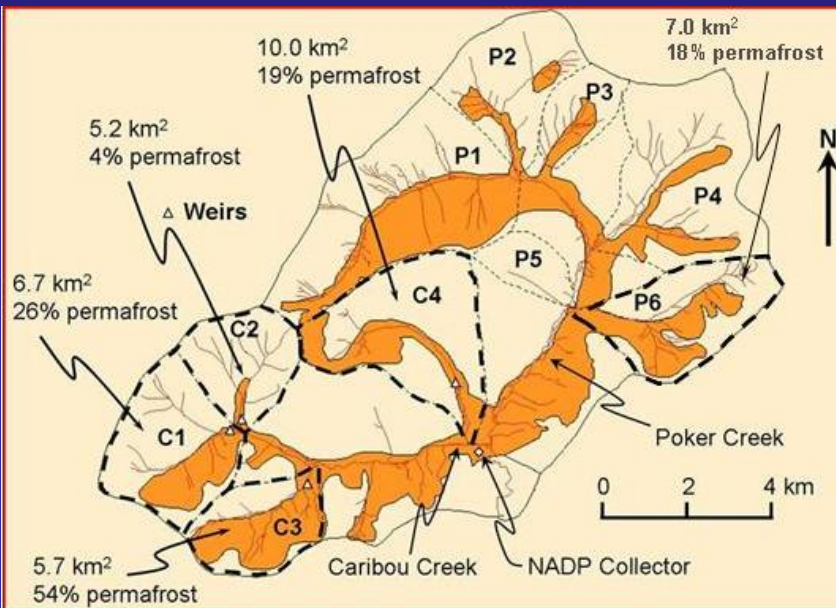 10.0 km²
19% permafrost
7.0 km²
18% permafrost
P2
P3
5.2 km²
4% permafrost
P1
N
P4
△ Weirs
P5
6.7 km²
26% permafrost
C4
P6
C2
C1
Poker Creek
0 2 4 km
C3
5.7 km²
54% permafrost
Caribou Creek
NADP Collector